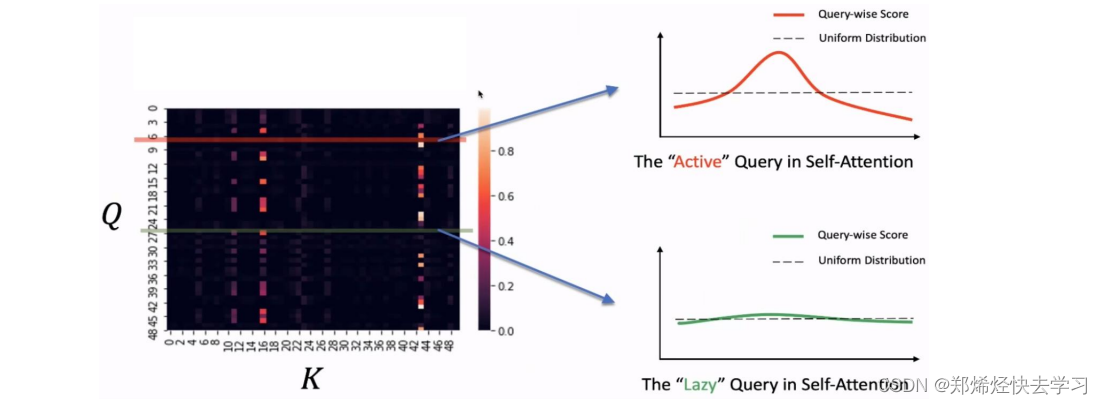 Query-wise Score
Uniform Distribution
The “Active” Query in Self-Attention
Q
0
3
6
9
12
15
18
21
24
27
30
33
36
39
42
45
48
0 2 4 6 8 10 12 14 16 18 20 22 24 26 28 30 32 34 36 38 40 42 44 46 48
K
0.8
0.6
0.4
0.2
0.0
Query-wise Score
Uniform Distribution
The “Lazy” Query in Self-Attention
CSDN @郑烯烃快去学习